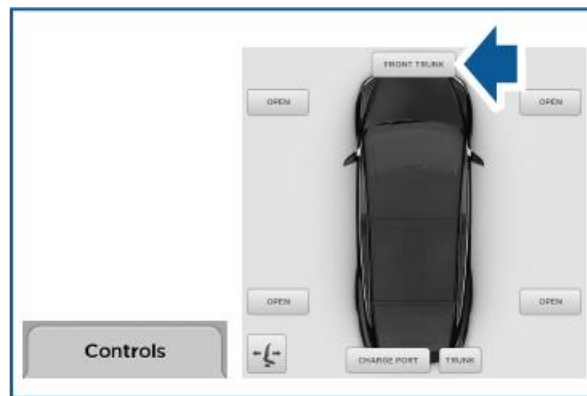 FRONT TRUNK
OPEN
OPEN
OPEN
OPEN
Controls
CHARGE PORT
TRUNK